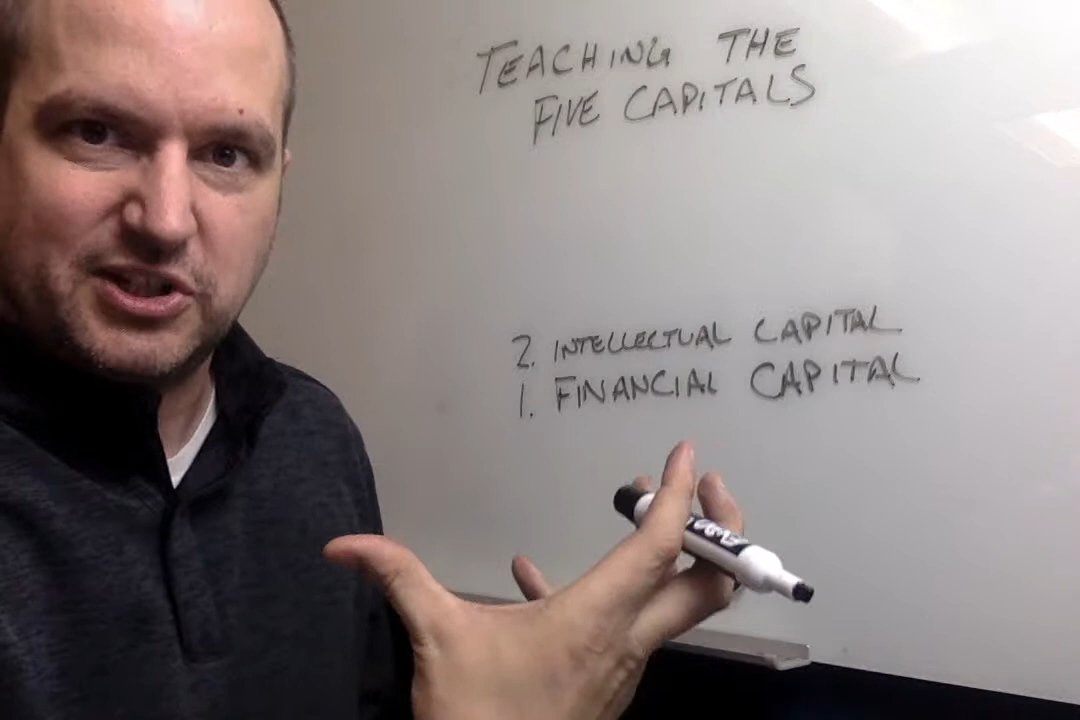 TEACHING THE
FIVE CAPITALS
2. INTELLECTUAL CAPITAL
1. FINANCIAL CAPITAL